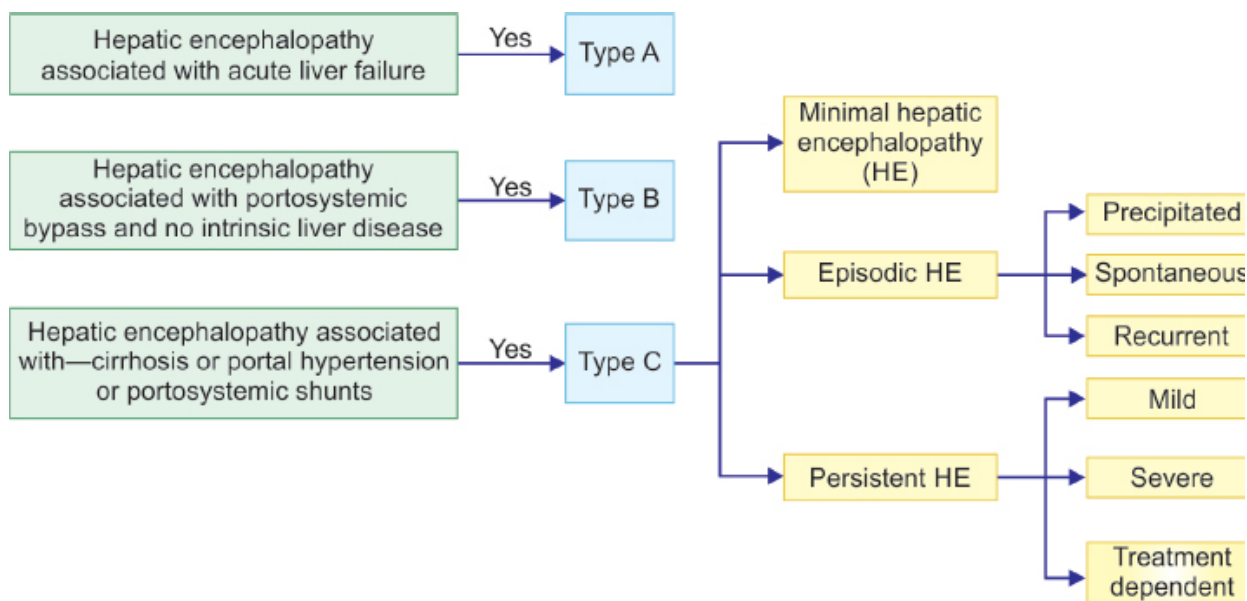 Hepatic encephalopathy
associated with acute liver failure
Yes
Type A
Hepatic encephalopathy
associated with portosystemic
bypass and no intrinsic liver disease
Yes
Type B
Hepatic encephalopathy associated
with—cirrhosis or portal hypertension
or portosystemic shunts
Yes
Type C
Minimal hepatic
encephalopathy
(HE)
Episodic HE
Precipitated
Spontaneous
Recurrent
Persistent HE
Mild
Severe
Treatment
dependent